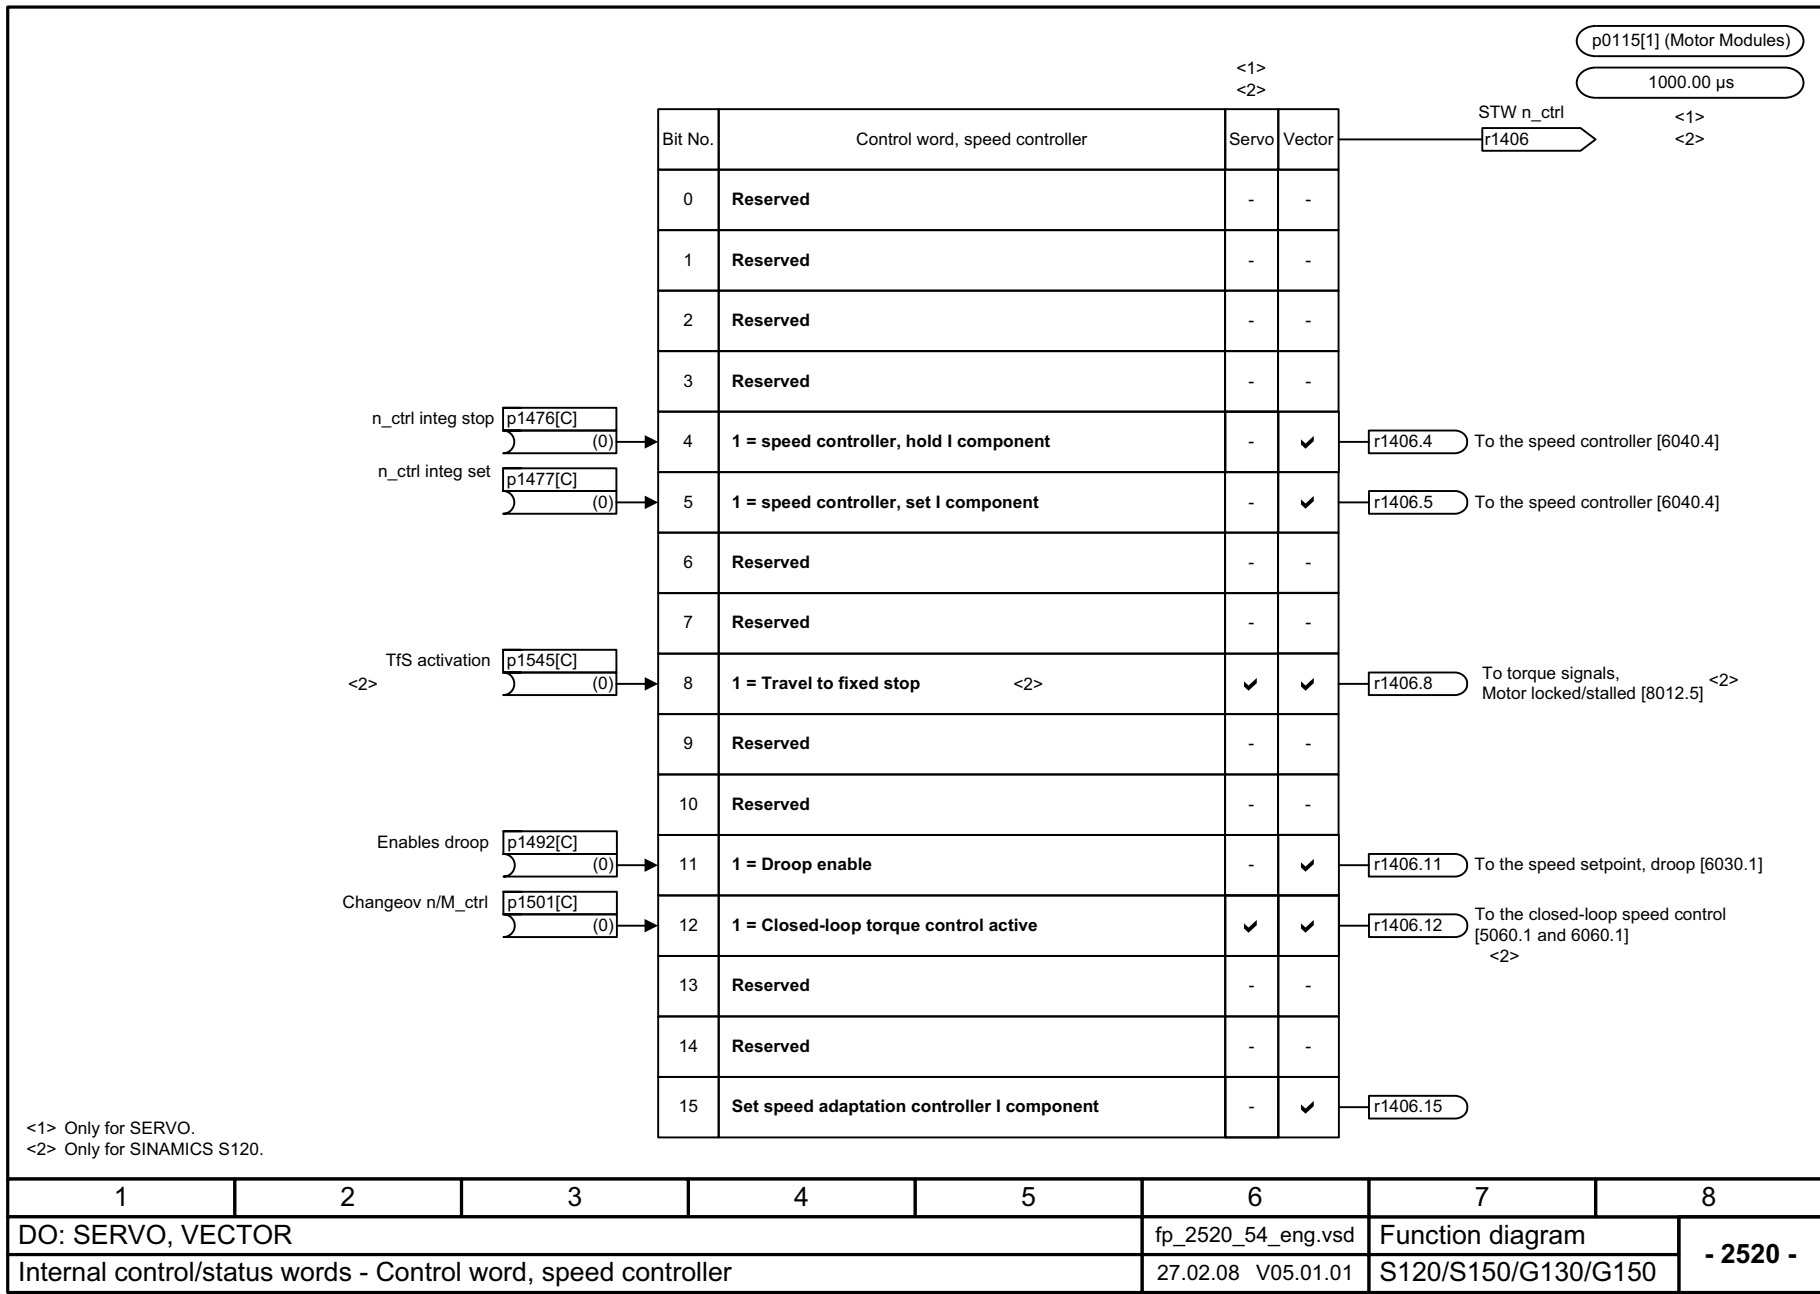 p0115[1] (Motor Modules)
1000.00 µs
<1>
<2>
<1>
<2>
STW n_ctrl
r1406
Bit No. Control word, speed controller Servo Vector
0 Reserved - -
1 Reserved - -
2 Reserved - -
3 Reserved - -
n_ctrl integ stop p1476[C]
(0) 4 1 = speed controller, hold I component - ✔ r1406.4 To the speed controller [6040.4]
n_ctrl integ set p1477[C]
(0) 5 1 = speed controller, set I component - ✔ r1406.5 To the speed controller [6040.4]
6 Reserved - -
7 Reserved - -
TfS activation p1545[C]
<2> (0) 8 1 = Travel to fixed stop <2> ✔ ✔ r1406.8 To torque signals, <2>
Motor locked/stalled [8012.5]
9 Reserved - -
10 Reserved - -
Enables droop p1492[C]
(0) 11 1 = Droop enable - ✔ r1406.11 To the speed setpoint, droop [6030.1]
Changeov n/M_ctrl p1501[C]
(0) 12 1 = Closed-loop torque control active ✔ ✔ r1406.12 To the closed-loop speed control
[5060.1 and 6060.1]
<2>
13 Reserved - -
14 Reserved - -
15 Set speed adaptation controller I component - ✔ r1406.15
<1> Only for SERVO.
<2> Only for SINAMICS S120.
1 2 3 4 5 6 7 8
DO: SERVO, VECTOR fp_2520_54_eng.vsd Function diagram
- 2520 -
Internal control/status words - Control word, speed controller 27.02.08 V05.01.01 S120/S150/G130/G150